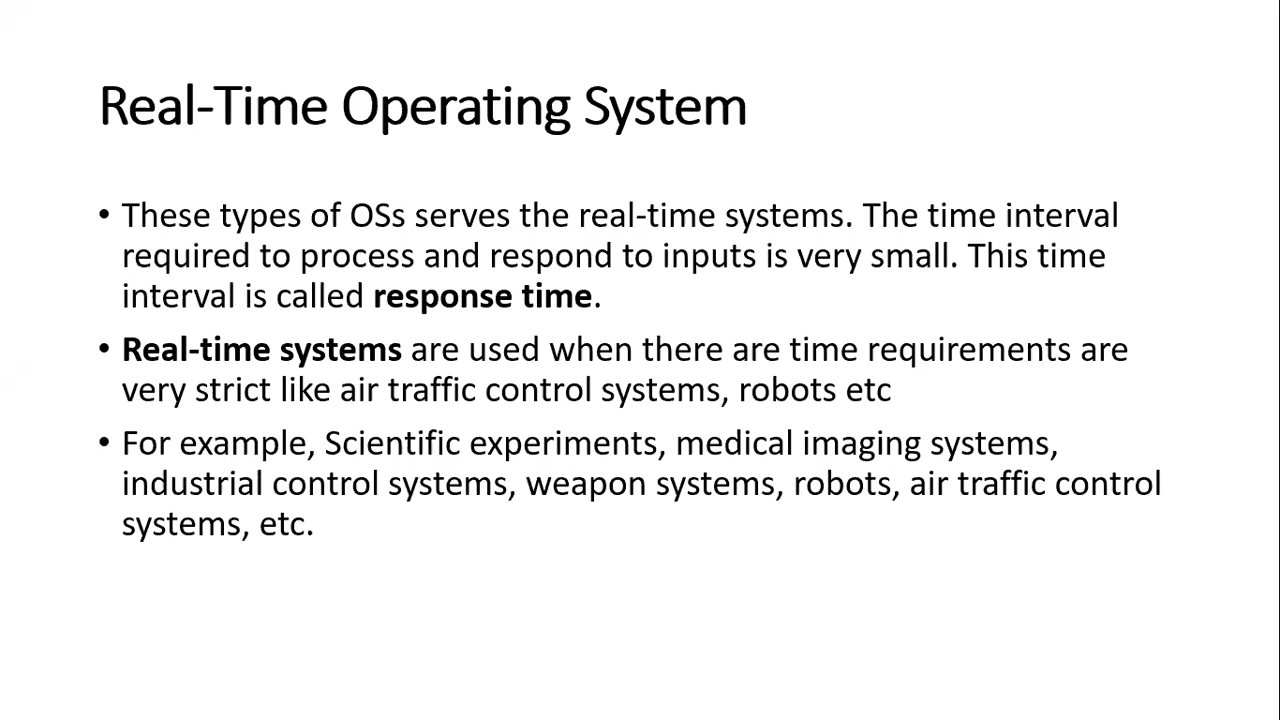 Real-Time Operating System
• These types of OSs serves the real-time systems. The time interval
required to process and respond to inputs is very small. This time
interval is called response time.
• Real-time systems are used when there are time requirements are
very strict like air traffic control systems, robots etc
• For example, Scientific experiments, medical imaging systems,
industrial control systems, weapon systems, robots, air traffic control
systems, etc.